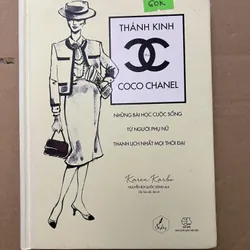 60K
THÁNH KINH
COCO CHANEL
NHỮNG BÀI HỌC CUỘC SỐNG
TỪ NGƯỜI PHỤ NỮ
THANH LỊCH NHẤT MỌI THỜI ĐẠI
Karen Karbo